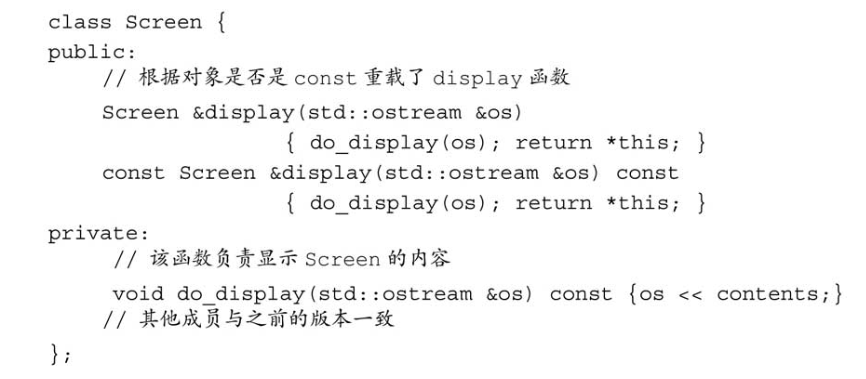 class Screen {
public:
// 根据对象是否是 const 重载了 display 函数
Screen &display(std::ostream &os)
{ do_display(os); return *this; }
const Screen &display(std::ostream &os) const
{ do_display(os); return *this; }
private:
// 该函数负责显示 Screen 的内容
void do_display(std::ostream &os) const {os << contents;}
// 其他成员与之前的版本一致
};